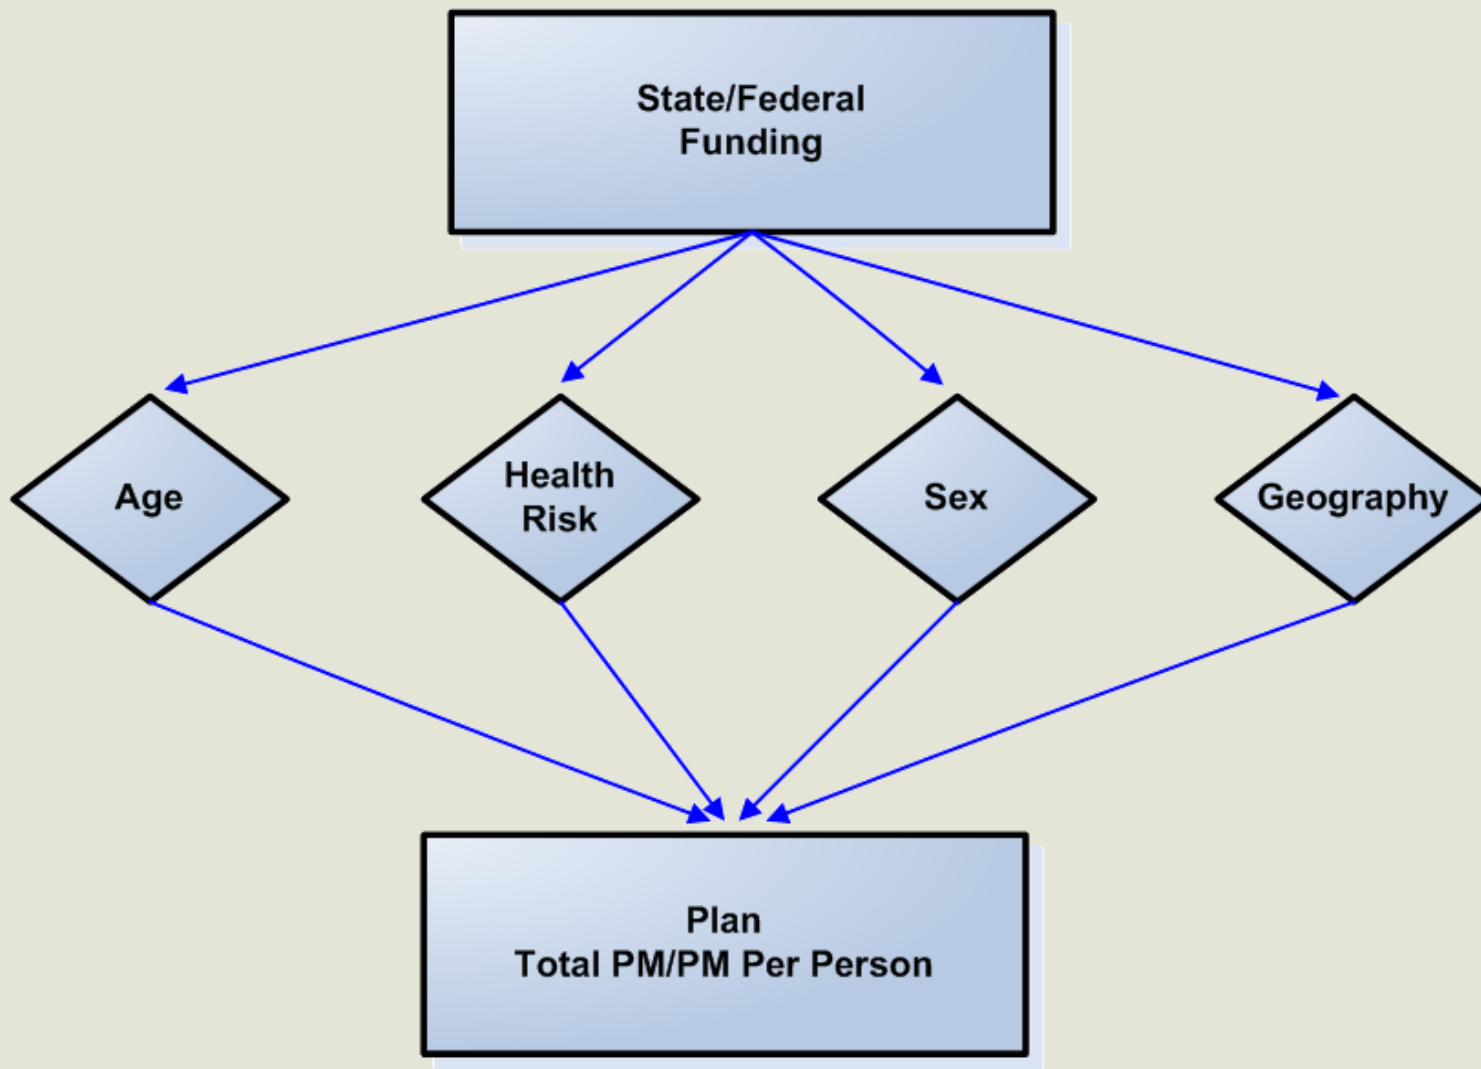 State/Federal
Funding
Age
Health
Risk
Sex
Geography
Plan
Total PM/PM Per Person